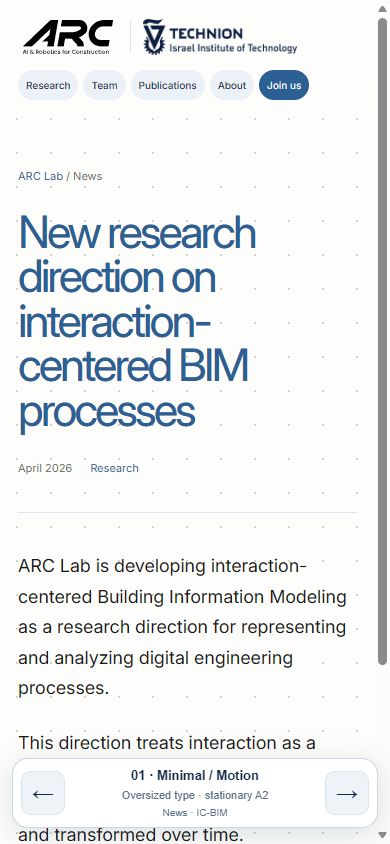 ARC
AI & Robotics for Construction
TECHNION
Israel Institute of Technology
Research
Team
Publications
About
Join us
ARC Lab / News
New research
direction on
interaction-
centered BIM
processes
April 2026 Research
ARC Lab is developing interaction-
centered Building Information Modeling
as a research direction for representing
and analyzing digital engineering
processes.
This direction treats interaction as a
←
01 · Minimal / Motion
Oversized type · stationary A2
News · IC-BIM
→
and transformed over time.